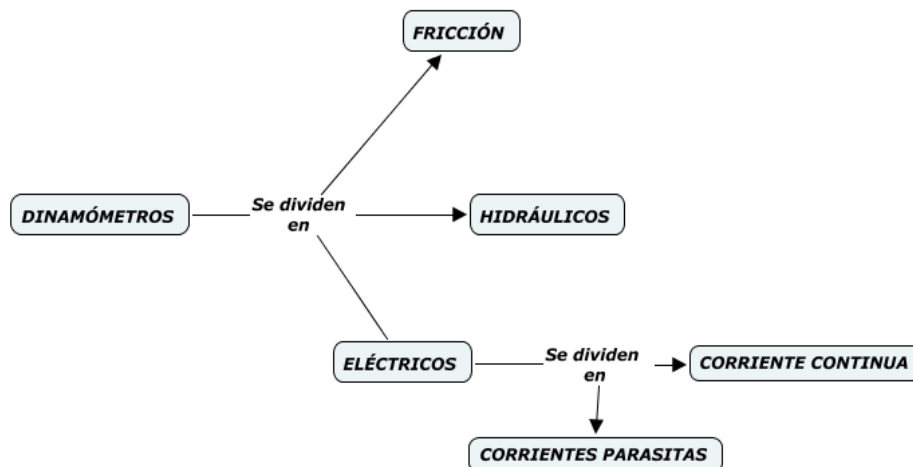 FRICCIÓN
DINAMÓMETROS
Se dividen
en
HIDRÁULICOS
ELÉCTRICOS
Se dividen
en
CORRIENTE CONTINUA
CORRIENTES PARASITAS